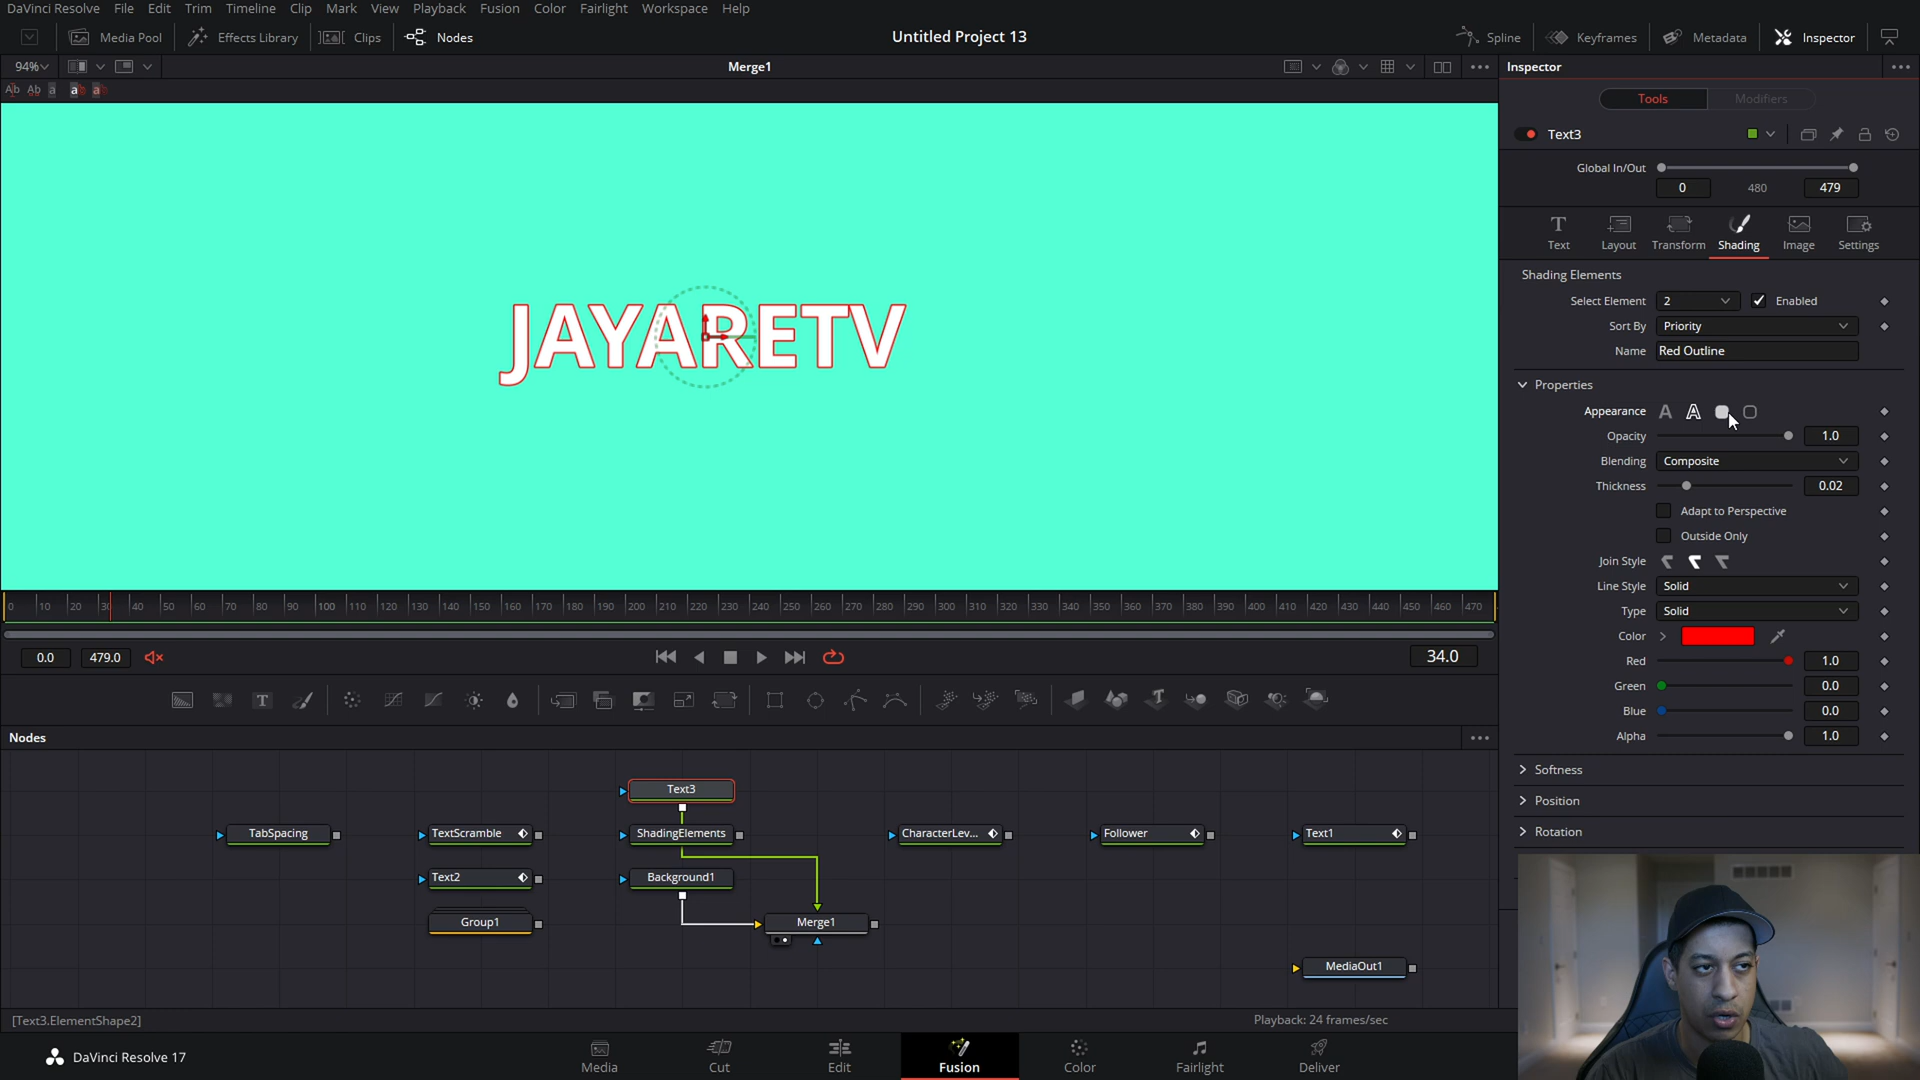 DaVinci Resolve File Edit Trim Timeline Clip Mark View Playback Fusion Color Fairlight Workspace Help
Media Pool Effects Library Clips Nodes Untitled Project 13 Spline Keyframes Metadata Inspector
94% Merge1 Inspector
Tools Modifiers
Text3
Global In/Out
0 480 479
Text Layout Transform Shading Image Settings
Shading Elements
Select Element 2 Enabled
Sort By Priority
Name Red Outline
Properties
Appearance
Opacity 1.0
Blending Composite
Thickness 0.02
Adapt to Perspective
Outside Only
Join Style
Line Style Solid
Type Solid
Color
Red 1.0
Green 0.0
Blue 0.0
Alpha 1.0
Softness
Position
Rotation
JAYARETV
0 10 20 30 40 50 60 70 80 90 100 110 120 130 140 150 160 170 180 190 200 210 220 230 240 250 260 270 280 290 300 310 320 330 340 350 360 370 380 390 400 410 420 430 440 450 460 470
0.0 479.0 34.0
Nodes
Text3
TabSpacing TextScramble ShadingElements CharacterLev... Follower Text1
Text2 Background1
Group1 Merge1
MediaOut1
[Text3.ElementShape2] Playback: 24 frames/sec
DaVinci Resolve 17
Media Cut Edit Fusion Color Fairlight Deliver